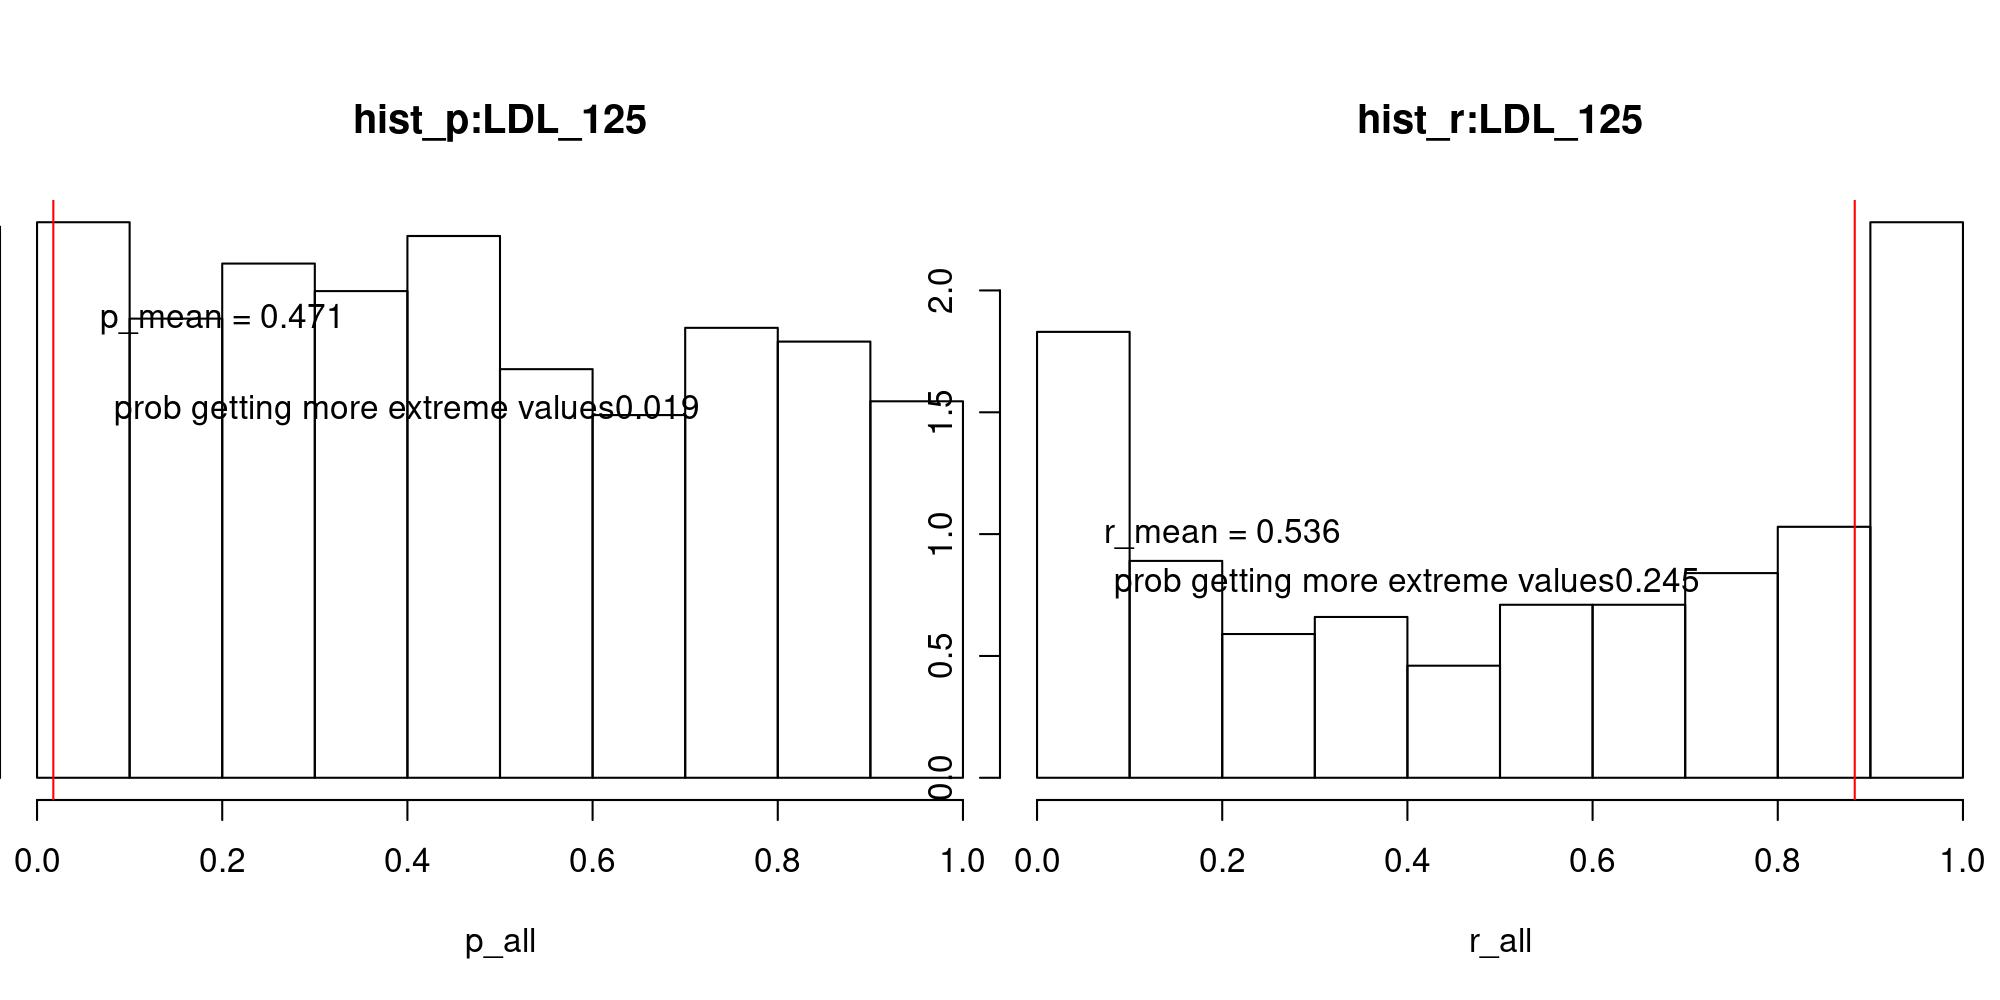 hist_p:LDL_125
p_mean = 0.471
prob getting more extreme values0.019
0.0 0.2 0.4 0.6 0.8 1.0
p_all
hist_r:LDL_125
2.0
1.5
1.0
0.5
0.0
r_mean = 0.536
prob getting more extreme values0.245
0.0 0.2 0.4 0.6 0.8 1.0
r_all